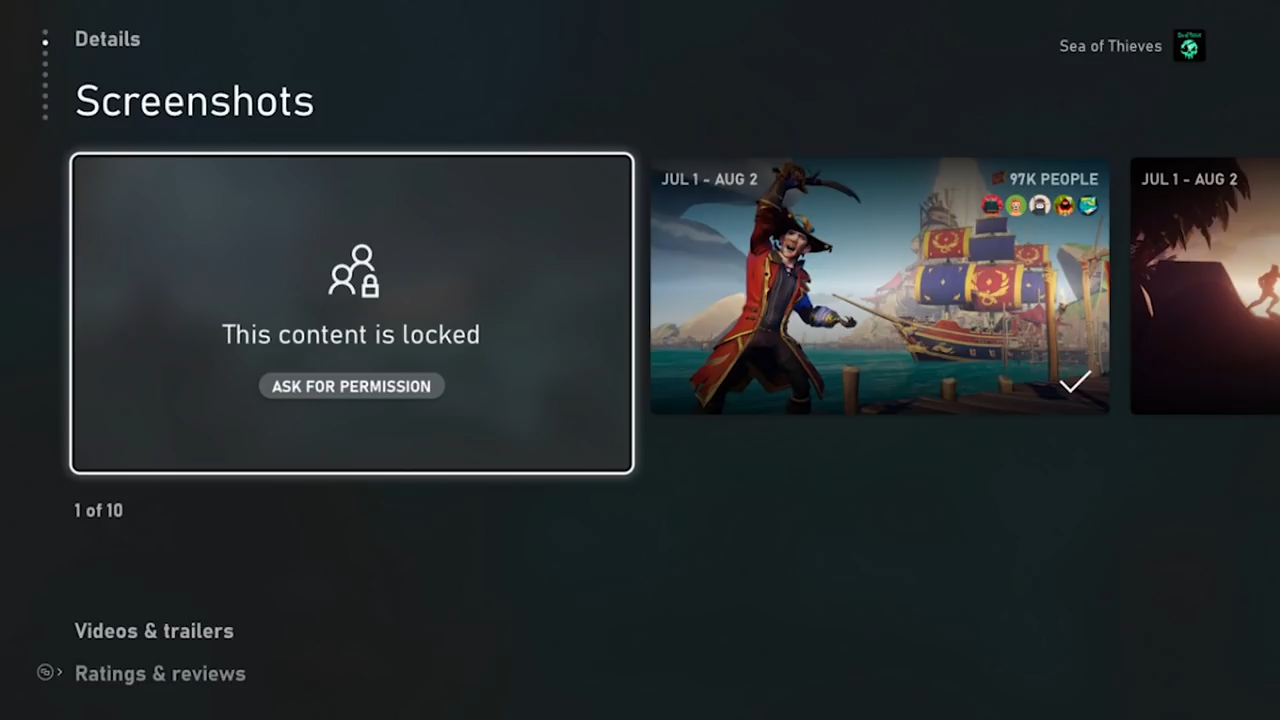 Details
Sea of Thieves
Screenshots
JUL 1 - AUG 2
97K PEOPLE
JUL 1 - AUG 2
This content is locked
ASK FOR PERMISSION
1 of 10
Videos & trailers
Ratings & reviews